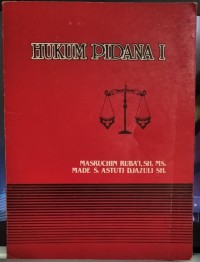 HUKUM PIDANA I
MASRUCHIN RUBA'I, SH. MS.
MADE S. ASTUTI DJAZULI SH.